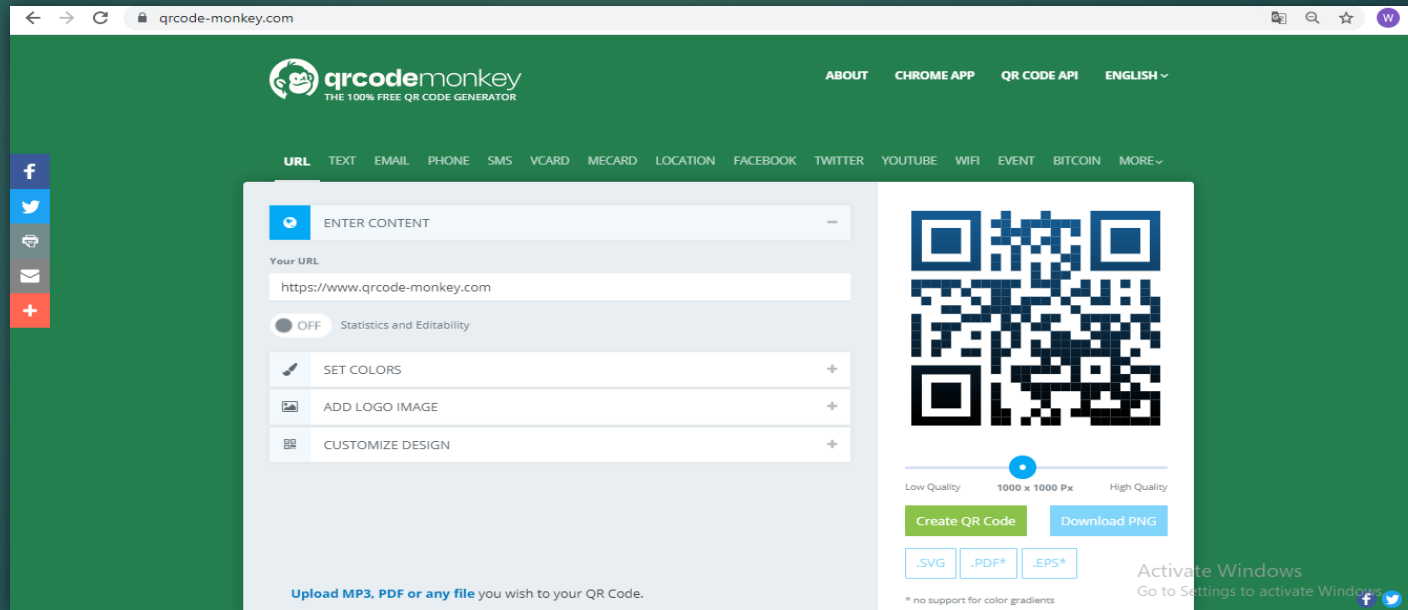 qrcode-monkey.com
W
qrcodemonkey
THE 100% FREE QR CODE GENERATOR
ABOUT CHROME APP QR CODE API ENGLISH
URL TEXT EMAIL PHONE SMS VCARD MECARD LOCATION FACEBOOK TWITTER YOUTUBE WIFI EVENT BITCOIN MORE
ENTER CONTENT
Your URL
https://www.qrcode-monkey.com
OFF Statistics and Editability
SET COLORS
ADD LOGO IMAGE
CUSTOMIZE DESIGN
Upload MP3, PDF or any file you wish to your QR Code.
Low Quality 1000 x 1000 Px High Quality
Create QR Code Download PNG
.SVG .PDF* .EPS*
* no support for color gradients
Activate Windows
Go to Settings to activate Windows.